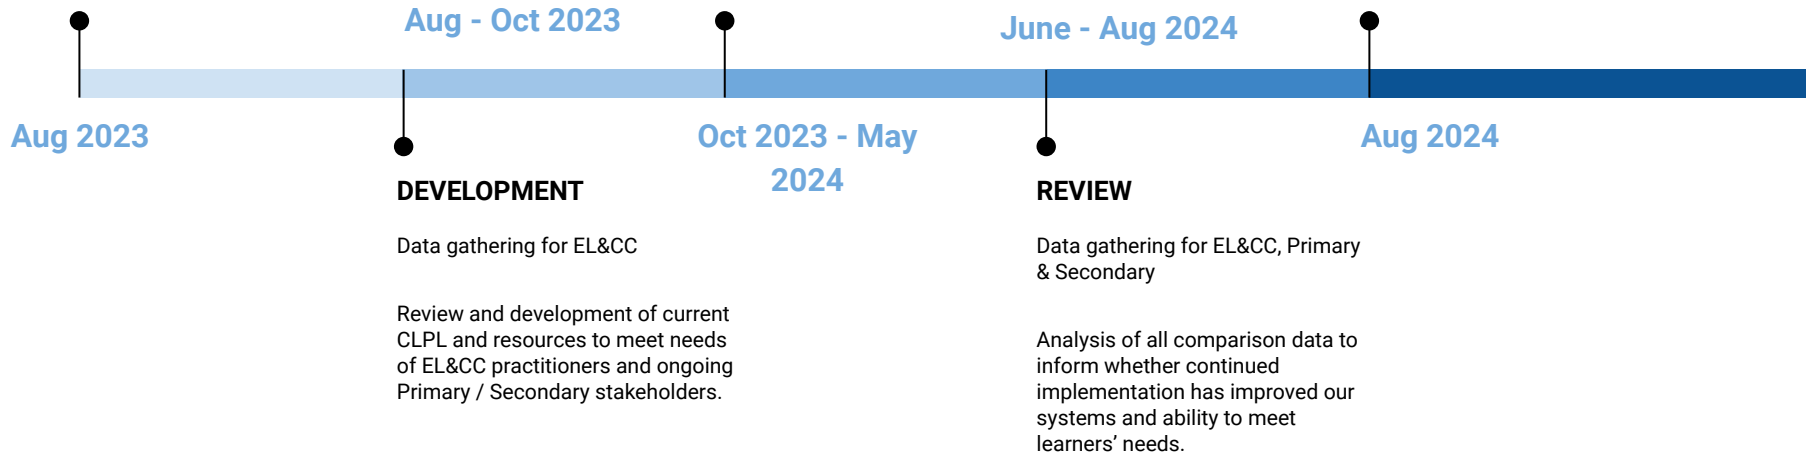 Aug - Oct 2023
June - Aug 2024
Aug 2023
Oct 2023 - May
2024
Aug 2024
DEVELOPMENT
Data gathering for EL&CC
Review and development of current
CLPL and resources to meet needs
of EL&CC practitioners and ongoing
Primary / Secondary stakeholders.
REVIEW
Data gathering for EL&CC, Primary
& Secondary
Analysis of all comparison data to
inform whether continued
implementation has improved our
systems and ability to meet
learners’ needs.